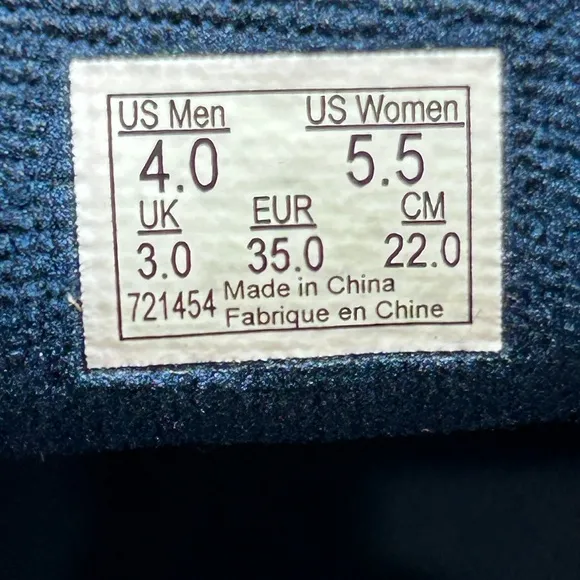 US Men US Women
4.0 5.5
UK EUR CM
3.0 35.0 22.0
721454 Made in China
Fabrique en Chine